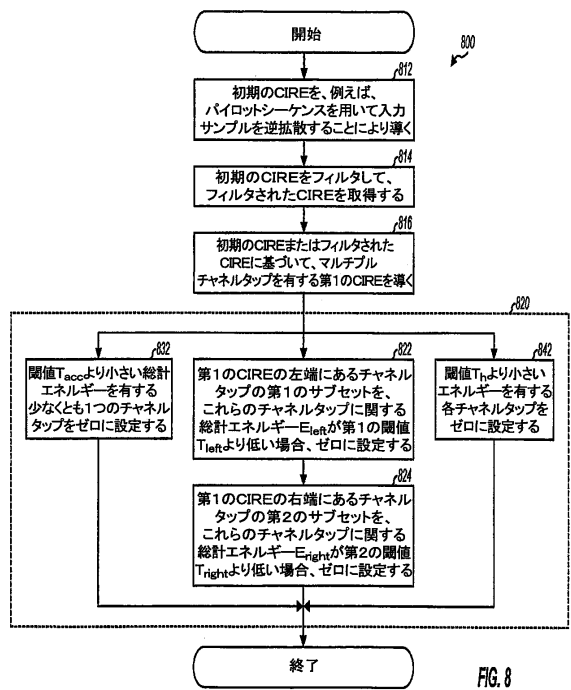 開始
800
812
初期のCIREを、例えば、
パイロットシーケンスを用いて入力
サンプルを逆拡散することにより導く
814
初期のCIREをフィルタして、
フィルタされたCIREを取得する
816
初期のCIREまたはフィルタされた
CIREに基づいて、マルチプル
チャネルタップを有する第1のCIREを導く
820
832
閾値Taccより小さい総計
エネルギーを有する
少なくとも1つのチャネル
タップをゼロに設定する
822
第1のCIREの左端にあるチャネル
タップの第1のサブセットを、
これらのチャネルタップに関する
総計エネルギーEleftが第1の閾値
Tleftより低い場合、ゼロに設定する
842
閾値Thより小さい
エネルギーを有する
各チャネルタップを
ゼロに設定する
824
第1のCIREの右端にあるチャネル
タップの第2のサブセットを、
これらのチャネルタップに関する
総計エネルギーErightが第2の閾値
Trightより低い場合、ゼロに設定する
終了
FIG. 8